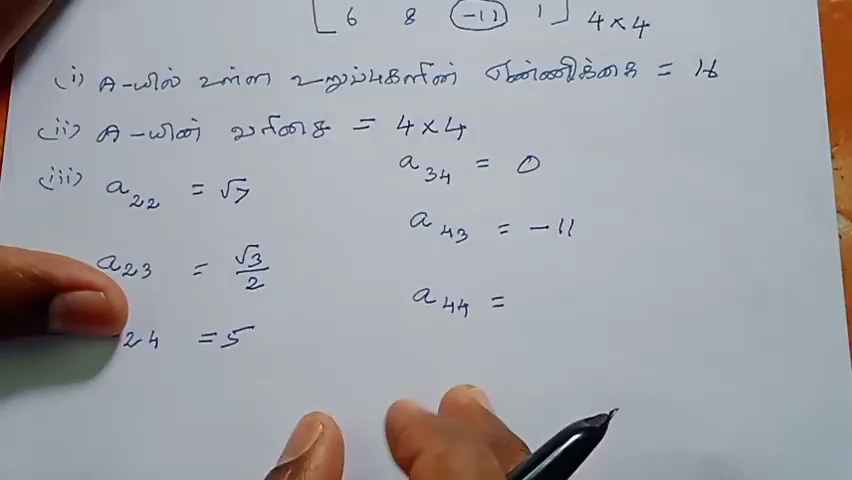 6 8 -11 1 4×4
(i) A-யில் உள்ள உறுப்புகளின் எண்ணிக்கை = 16
(ii) A-யின் வரிசை = 4×4
(iii) a₂₂ = √7 a₃₄ = 0
a₂₃ = √3/2 a₄₃ = -11
₂₄ = 5 a₄₄ =